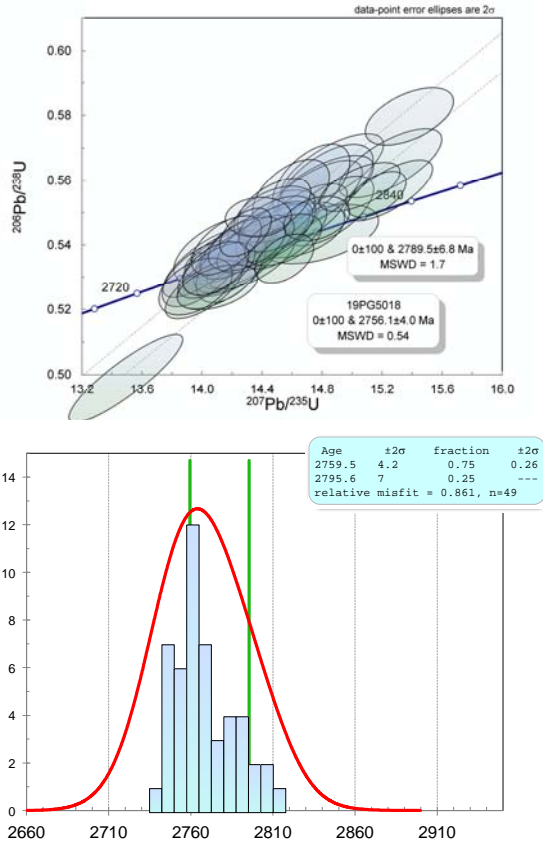 data-point error ellipses are 2σ
0.60
0.58
0.56
0.54
0.52
0.50
206Pb/238U
2720
2840
0±100 & 2789.5±6.8 Ma
MSWD = 1.7
19PG5018
0±100 & 2756.1±4.0 Ma
MSWD = 0.54
13.2 13.6 14.0 14.4 14.8 15.2 15.6 16.0
207Pb/235U
Age ±2σ fraction ±2σ
2759.5 4.2 0.75 0.26
2795.6 7 0.25 ---
relative misfit = 0.861, n=49
14
12
10
8
6
4
2
0
2660 2710 2760 2810 2860 2910